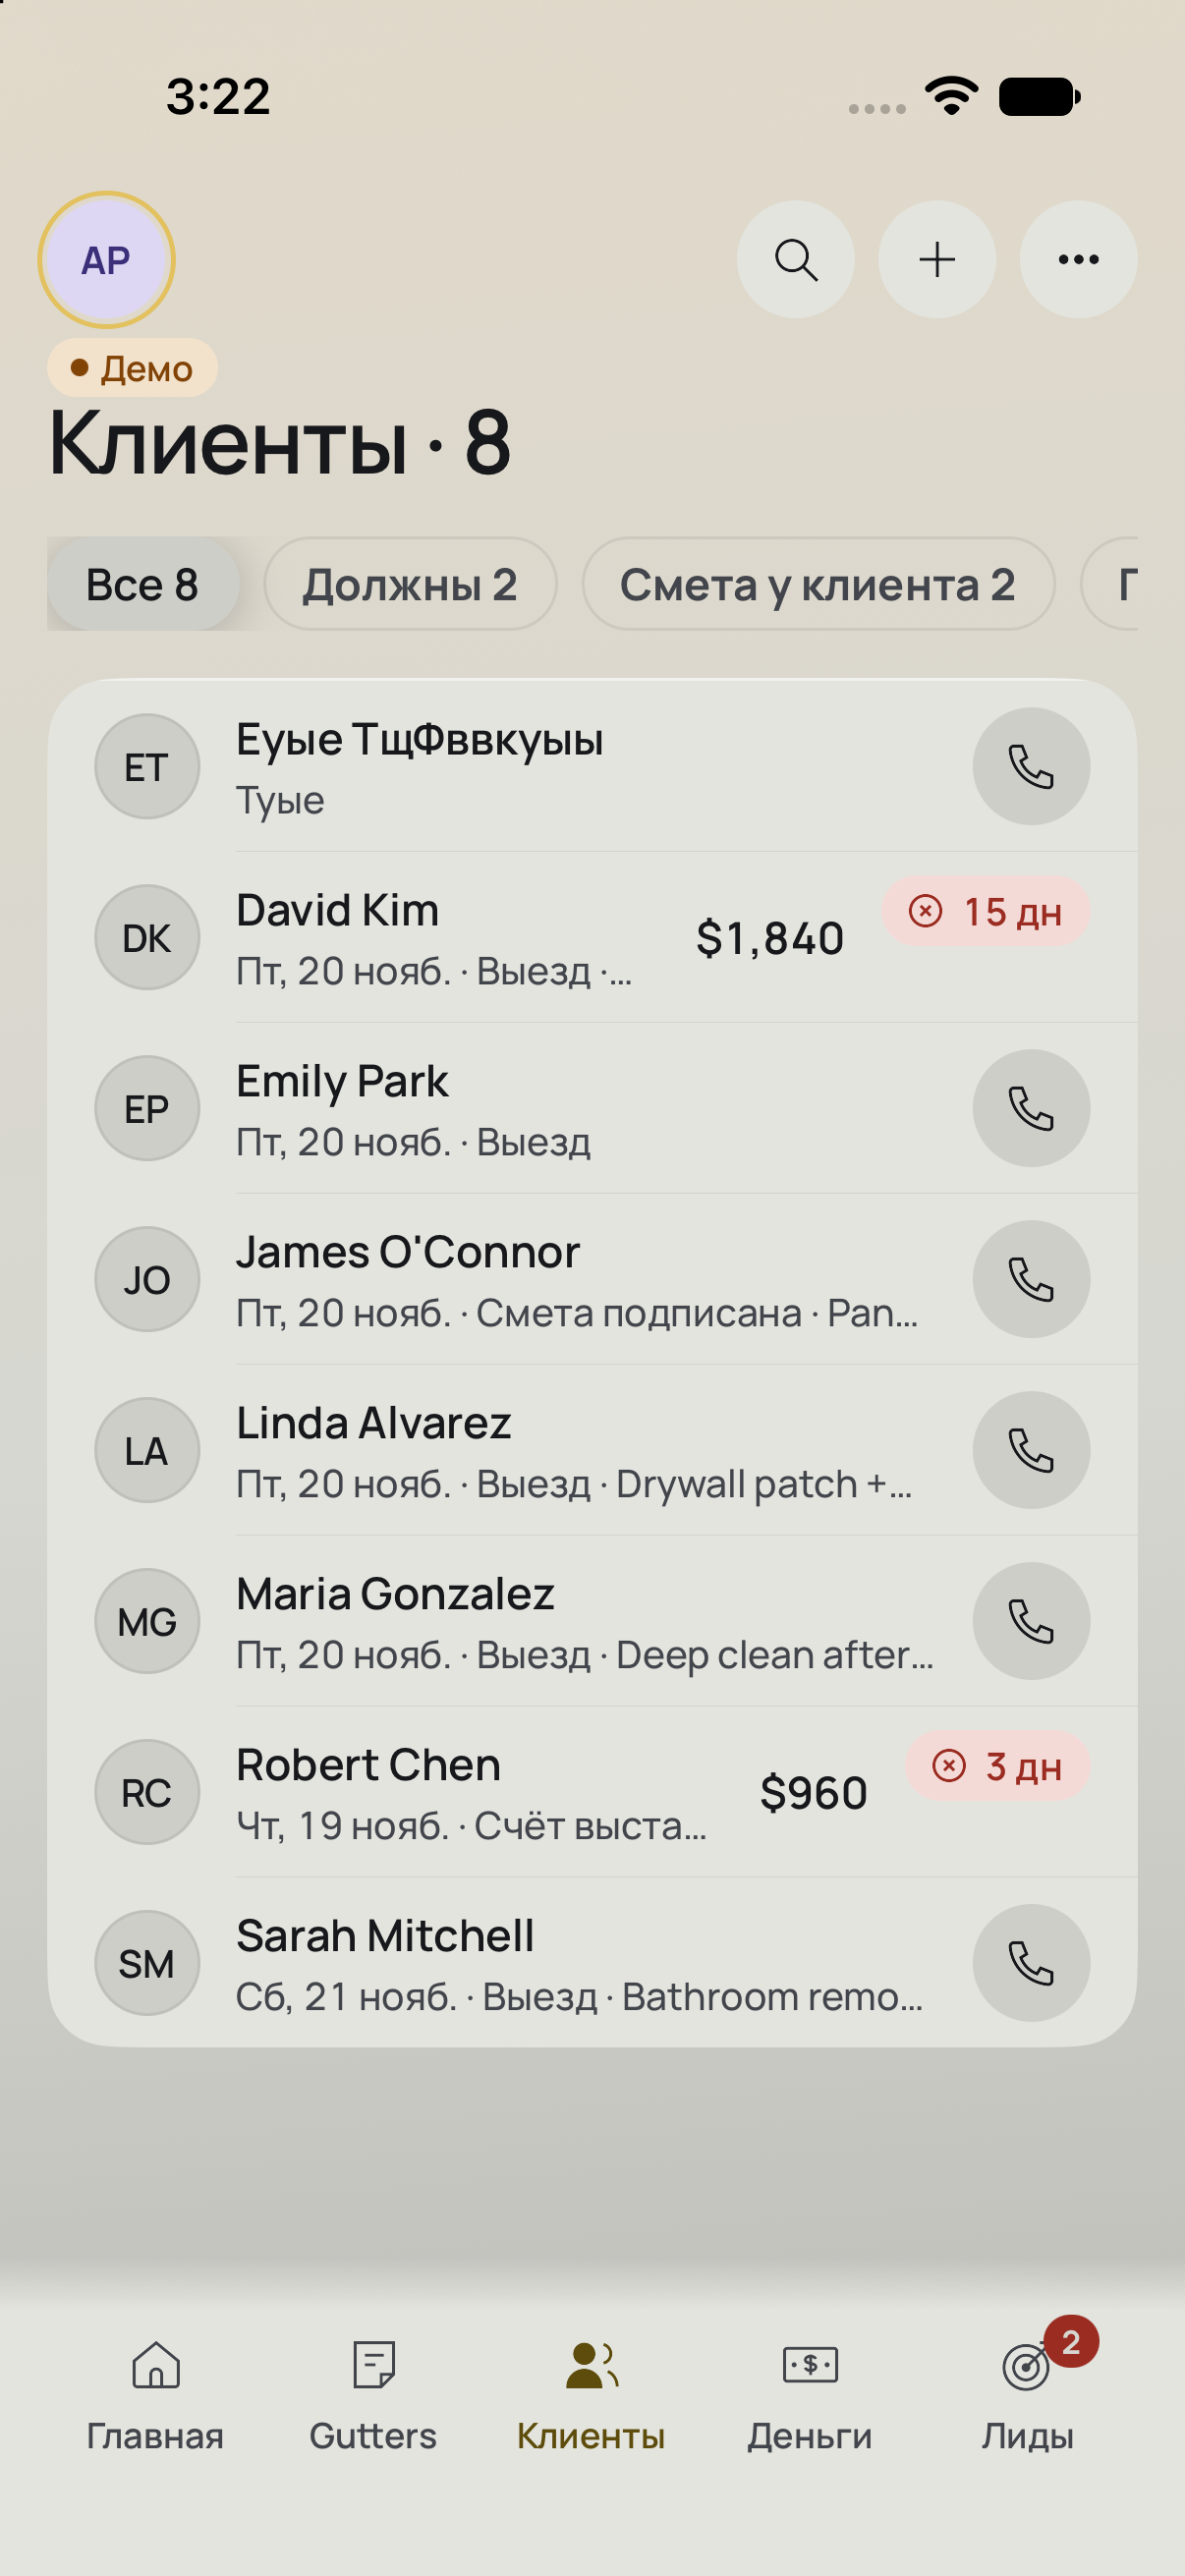 3:22
AP
Демо
Клиенты · 8
Все 8
Должны 2
Смета у клиента 2
ET
Еуые ТщФввкуыы
Туые
DK
David Kim
$1,840
15 дн
Пт, 20 нояб. · Выезд ·...
EP
Emily Park
Пт, 20 нояб. · Выезд
JO
James O'Connor
Пт, 20 нояб. · Смета подписана · Pan...
LA
Linda Alvarez
Пт, 20 нояб. · Выезд · Drywall patch +...
MG
Maria Gonzalez
Пт, 20 нояб. · Выезд · Deep clean after...
RC
Robert Chen
$960
3 дн
Чт, 19 нояб. · Счёт выста...
SM
Sarah Mitchell
Сб, 21 нояб. · Выезд · Bathroom remo...
2
Главная
Gutters
Клиенты
Деньги
Лиды